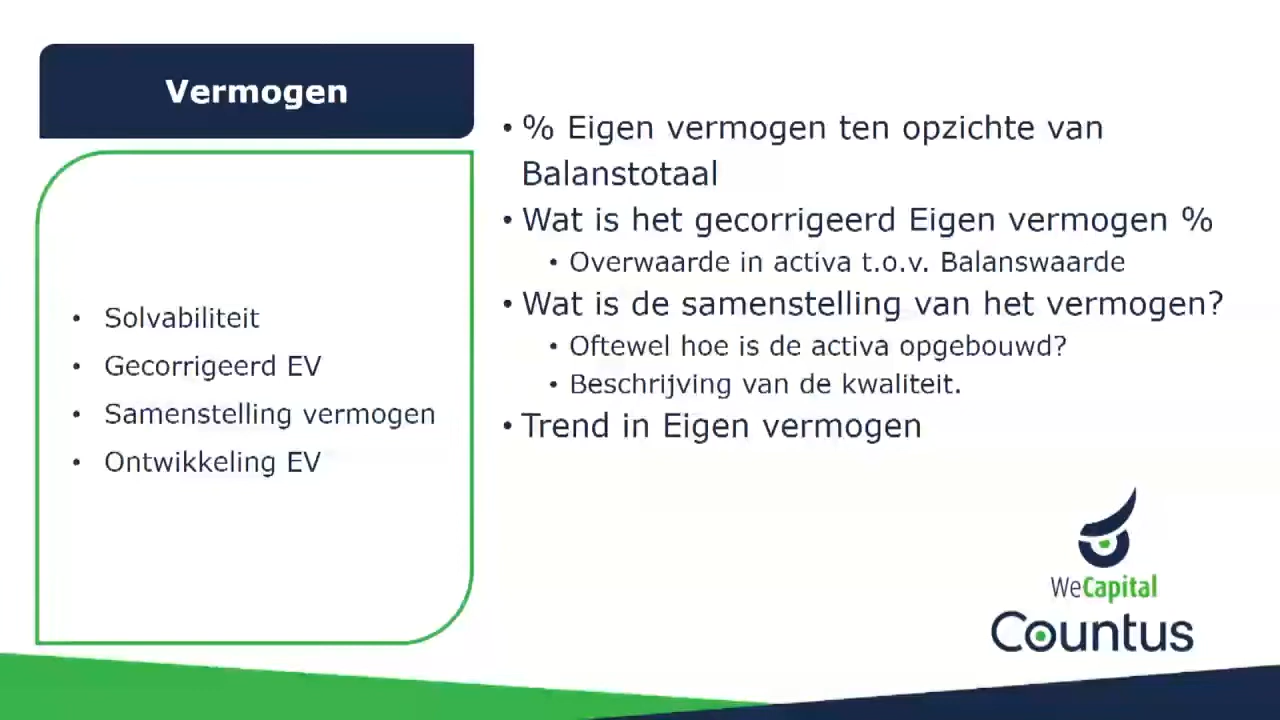 Vermogen
• Solvabiliteit
• Gecorrigeerd EV
• Samenstelling vermogen
• Ontwikkeling EV
• % Eigen vermogen ten opzichte van
Balanstotaal
• Wat is het gecorrigeerd Eigen vermogen %
• Overwaarde in activa t.o.v. Balanswaarde
• Wat is de samenstelling van het vermogen?
• Oftewel hoe is de activa opgebouwd?
• Beschrijving van de kwaliteit.
• Trend in Eigen vermogen
WeCapital
Countus